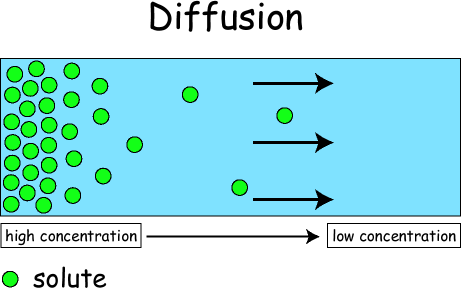 Diffusion
high concentration
low concentration
solute